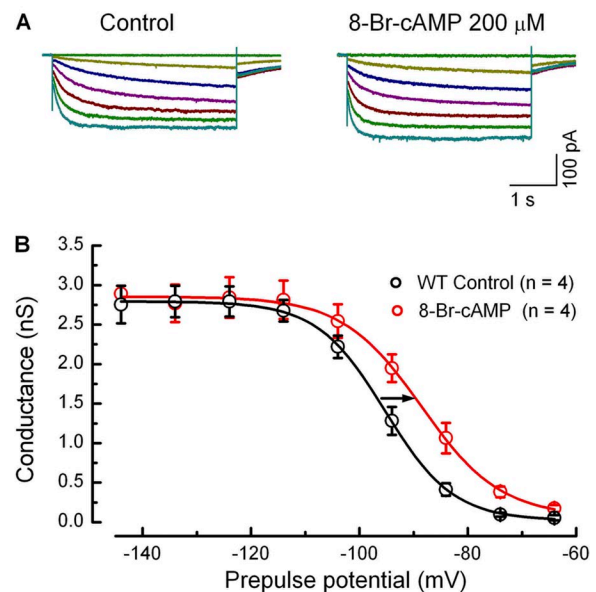 A
Control
8-Br-cAMP 200 μM
100 pA
1 s
B
3.5
3.0
2.5
2.0
1.5
1.0
0.5
0.0
Conductance (nS)
WT Control (n = 4)
8-Br-cAMP (n = 4)
-140 -120 -100 -80 -60
Prepulse potential (mV)